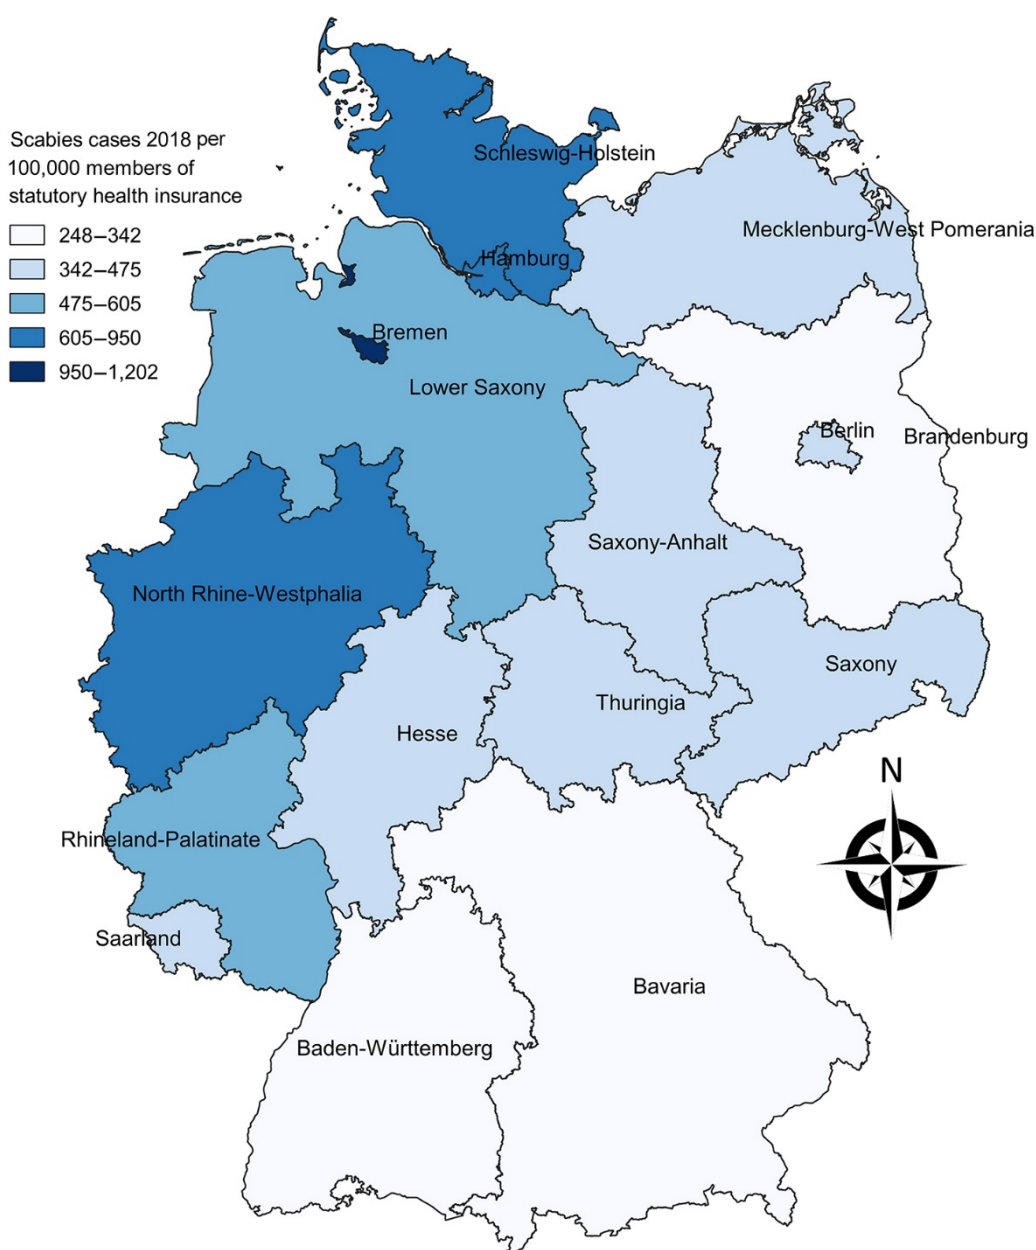 Scabies cases 2018 per
100,000 members of
statutory health insurance
248–342
342–475
475–605
605–950
950–1,202
Schleswig-Holstein
Mecklenburg-West Pomerania
Hamburg
Bremen
Lower Saxony
Berlin
Brandenburg
Saxony-Anhalt
North Rhine-Westphalia
Saxony
Thuringia
Hesse
N
Rhineland-Palatinate
Saarland
Bavaria
Baden-Württemberg